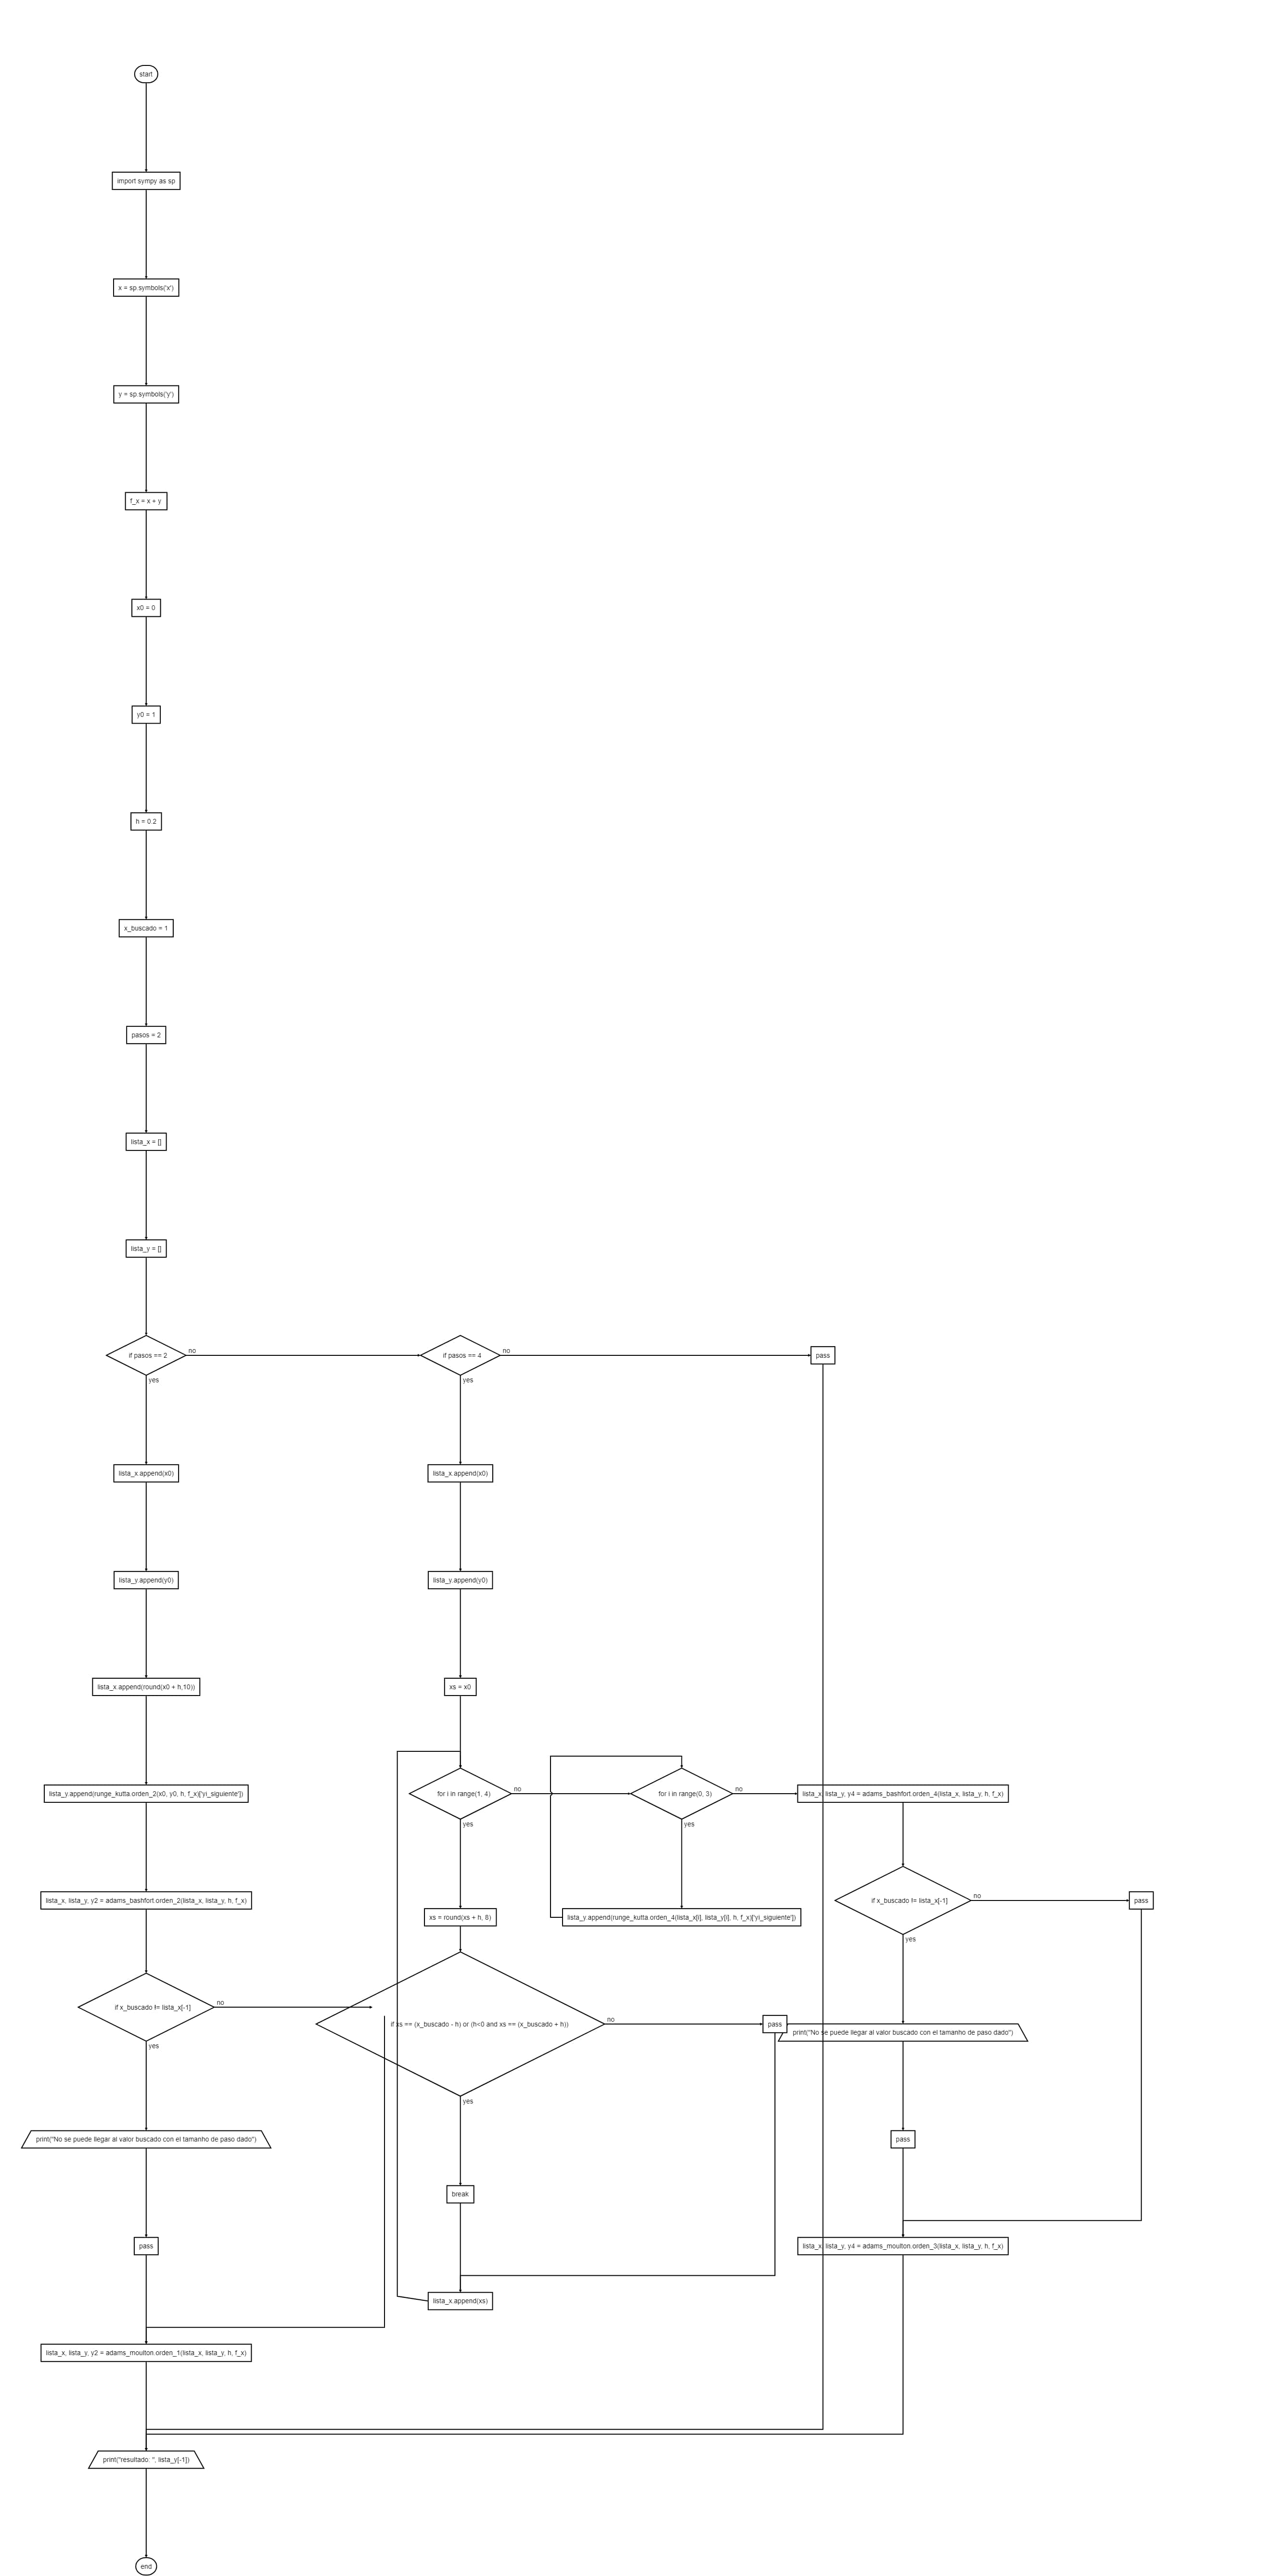 start
import sympy as sp
x = sp.symbols('x')
y = sp.symbols('y')
f_x = x + y
x0 = 0
y0 = 1
h = 0.2
x_buscado = 1
pasos = 2
lista_x = []
lista_y = []
if pasos == 2
no
yes
if pasos == 4
no
yes
pass
lista_x.append(x0)
lista_x.append(x0)
lista_y.append(y0)
lista_y.append(y0)
lista_x.append(round(x0 + h,10))
xs = x0
lista_y.append(runge_kutta.orden_2(x0, y0, h, f_x)['yi_siguiente'])
for i in range(1, 4)
no
yes
for i in range(0, 3)
no
yes
lista_x, lista_y, y4 = adams_bashfort.orden_4(lista_x, lista_y, h, f_x)
lista_x, lista_y, y2 = adams_bashfort.orden_2(lista_x, lista_y, h, f_x)
xs = round(xs + h, 8)
lista_y.append(runge_kutta.orden_4(lista_x[i], lista_y[i], h, f_x)['yi_siguiente'])
if x_buscado != lista_x[-1]
no
yes
pass
if x_buscado != lista_x[-1]
no
yes
if xs == (x_buscado - h) or (h<0 and xs == (x_buscado + h))
no
yes
pass
print("No se puede llegar al valor buscado con el tamanho de paso dado")
print("No se puede llegar al valor buscado con el tamanho de paso dado")
pass
break
pass
lista_x, lista_y, y4 = adams_moulton.orden_3(lista_x, lista_y, h, f_x)
lista_x.append(xs)
lista_x, lista_y, y2 = adams_moulton.orden_1(lista_x, lista_y, h, f_x)
print("resultado: ", lista_y[-1])
end